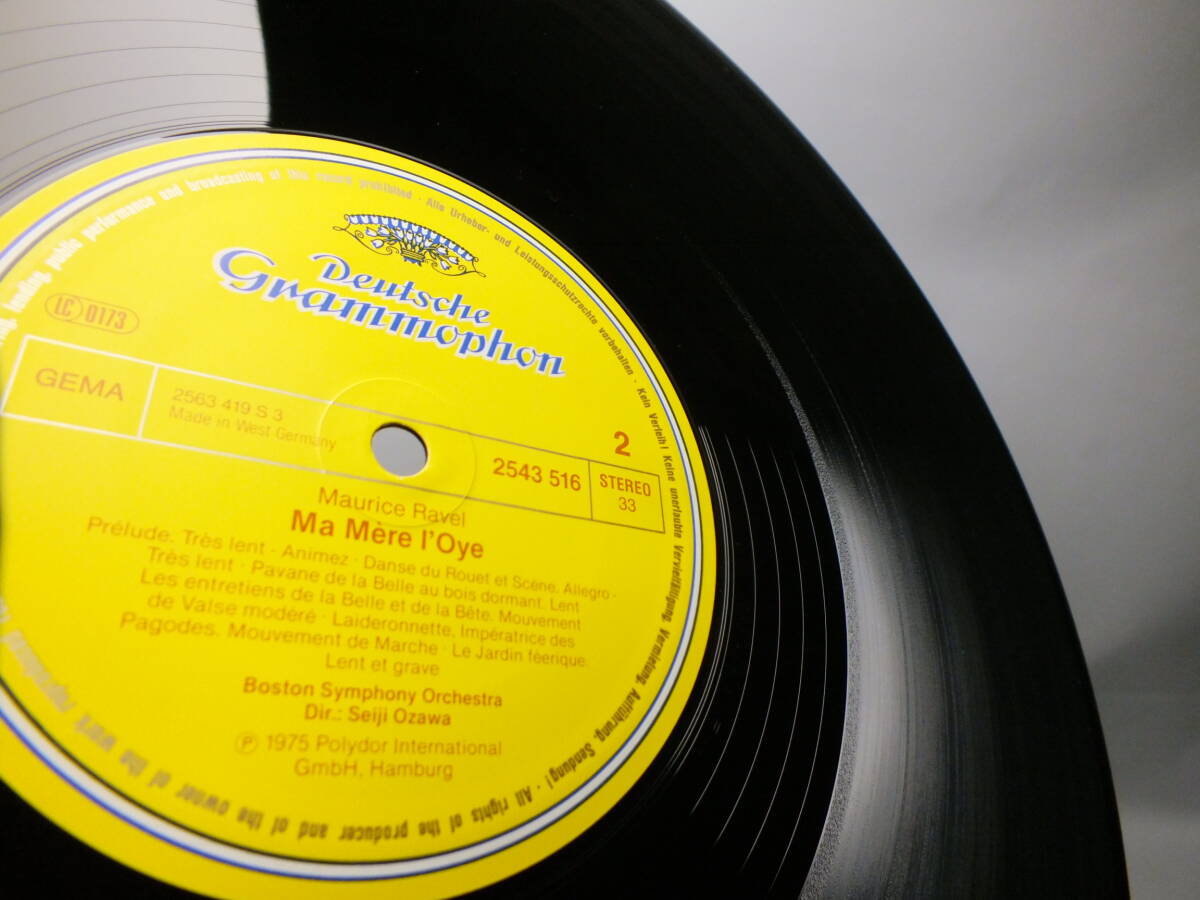 Deutsche
Grammophon
LC 0173
GEMA
2563 419 S 3
Made in West Germany
2
2543 516
STEREO
33
Maurice Ravel
Ma Mère l'Oye
Prélude. Très lent · Animez · Danse du Rouet et Scène. Allegro ·
Très lent · Pavane de la Belle au bois dormant. Lent
Les entretiens de la Belle et de la Bête. Mouvement
de Valse modéré · Laideronnette, Impératrice des
Pagodes. Mouvement de Marche · Le Jardin féerique.
Lent et grave
Boston Symphony Orchestra
Dir.: Seiji Ozawa
℗ 1975 Polydor International
GmbH, Hamburg
lending, public performance and broadcasting of this record prohibited · Alle Urheber- und Leistungsschutzrechte vorbehalten · Kein Verleih! Keine unerlaubte Vervielfältigung, Vermietung, Aufführung, Sendung! · All rights of the producer and of the owner of the work